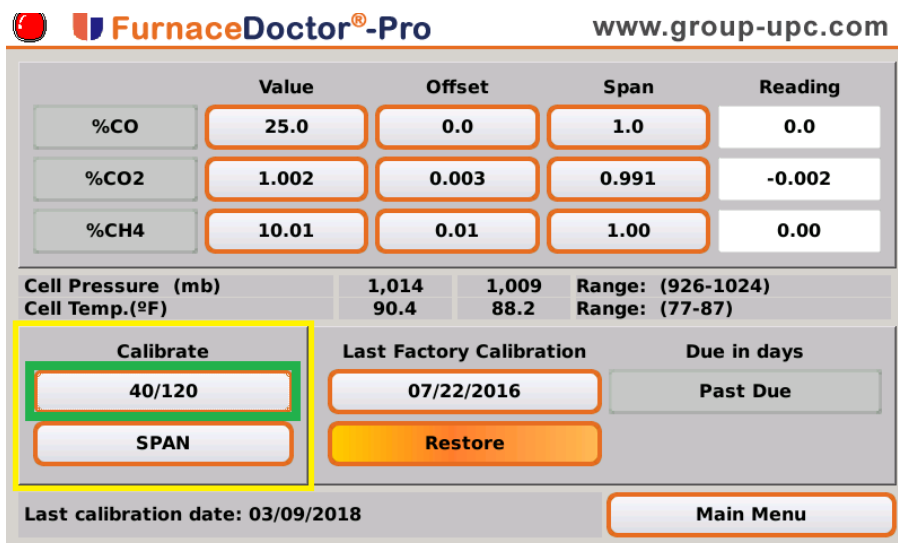 FurnaceDoctor®-Pro www.group-upc.com
Value Offset Span Reading
%CO 25.0 0.0 1.0 0.0
%CO2 1.002 0.003 0.991 -0.002
%CH4 10.01 0.01 1.00 0.00
Cell Pressure (mb) 1,014 1,009 Range: (926-1024)
Cell Temp.(ºF) 90.4 88.2 Range: (77-87)
Calibrate Last Factory Calibration Due in days
40/120 07/22/2016 Past Due
SPAN Restore
Last calibration date: 03/09/2018 Main Menu